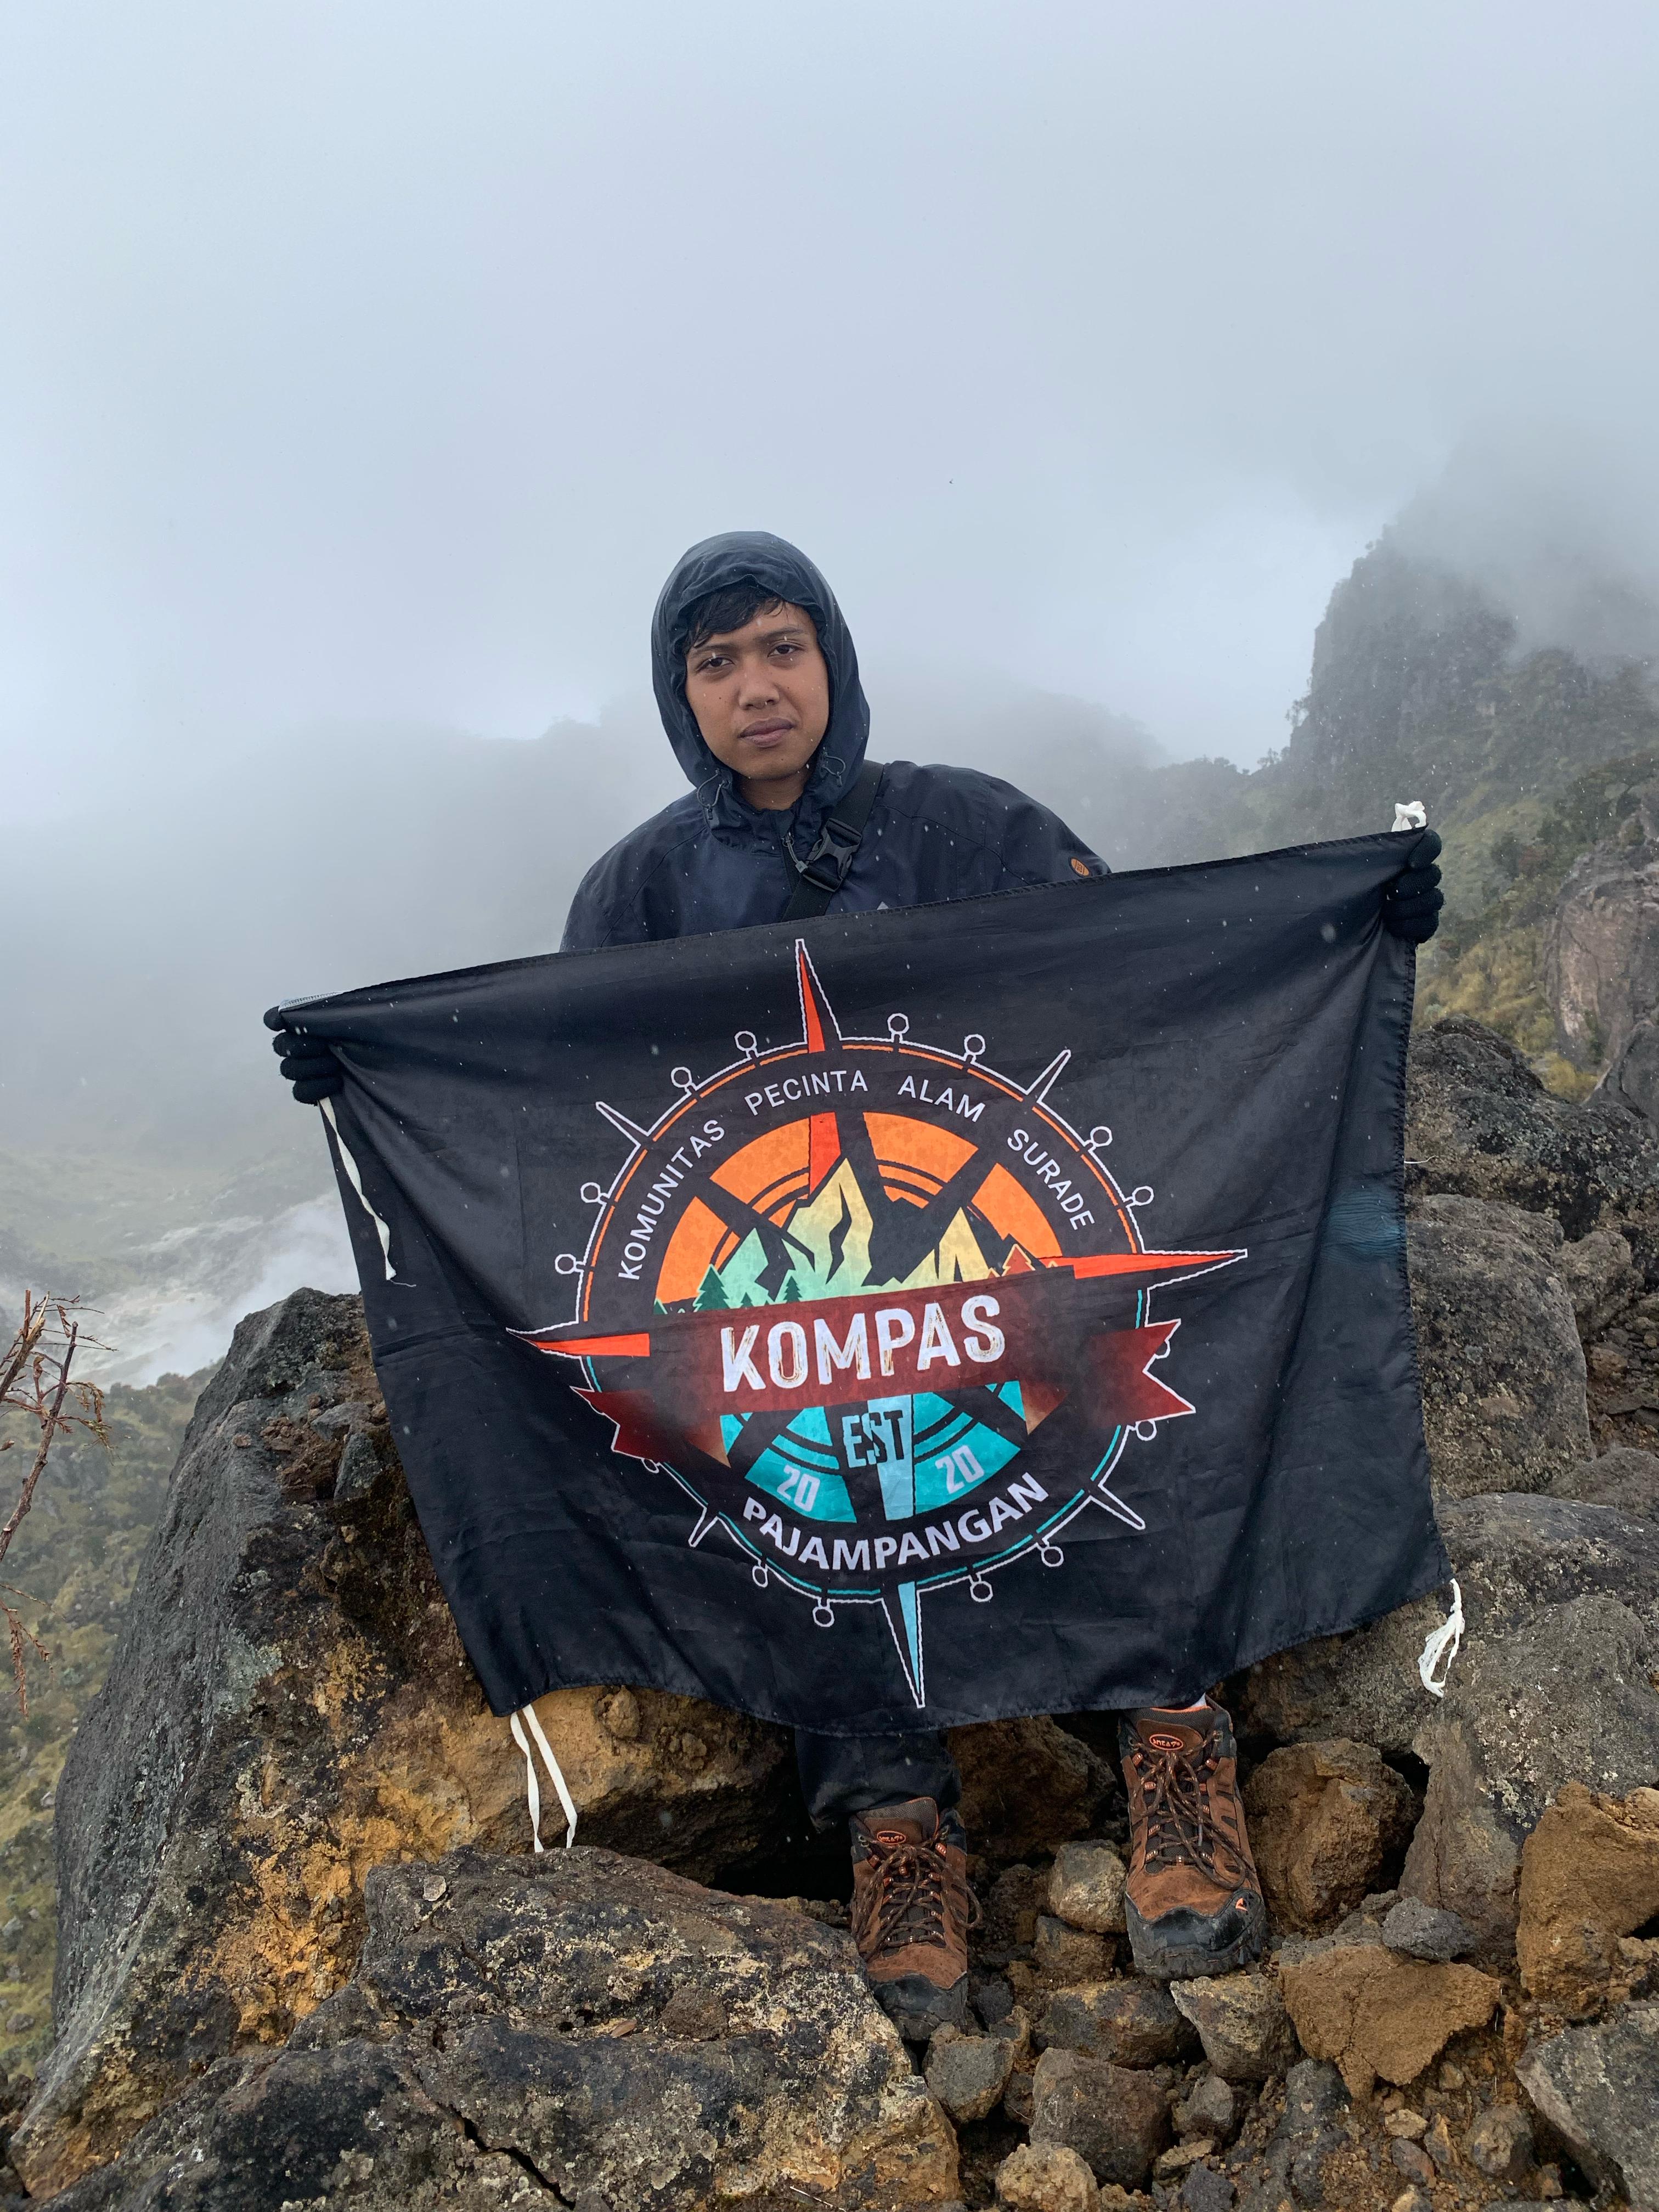 KOMUNITAS PECINTA ALAM SURADE
KOMPAS
EST
20 20
PAJAMPANGAN